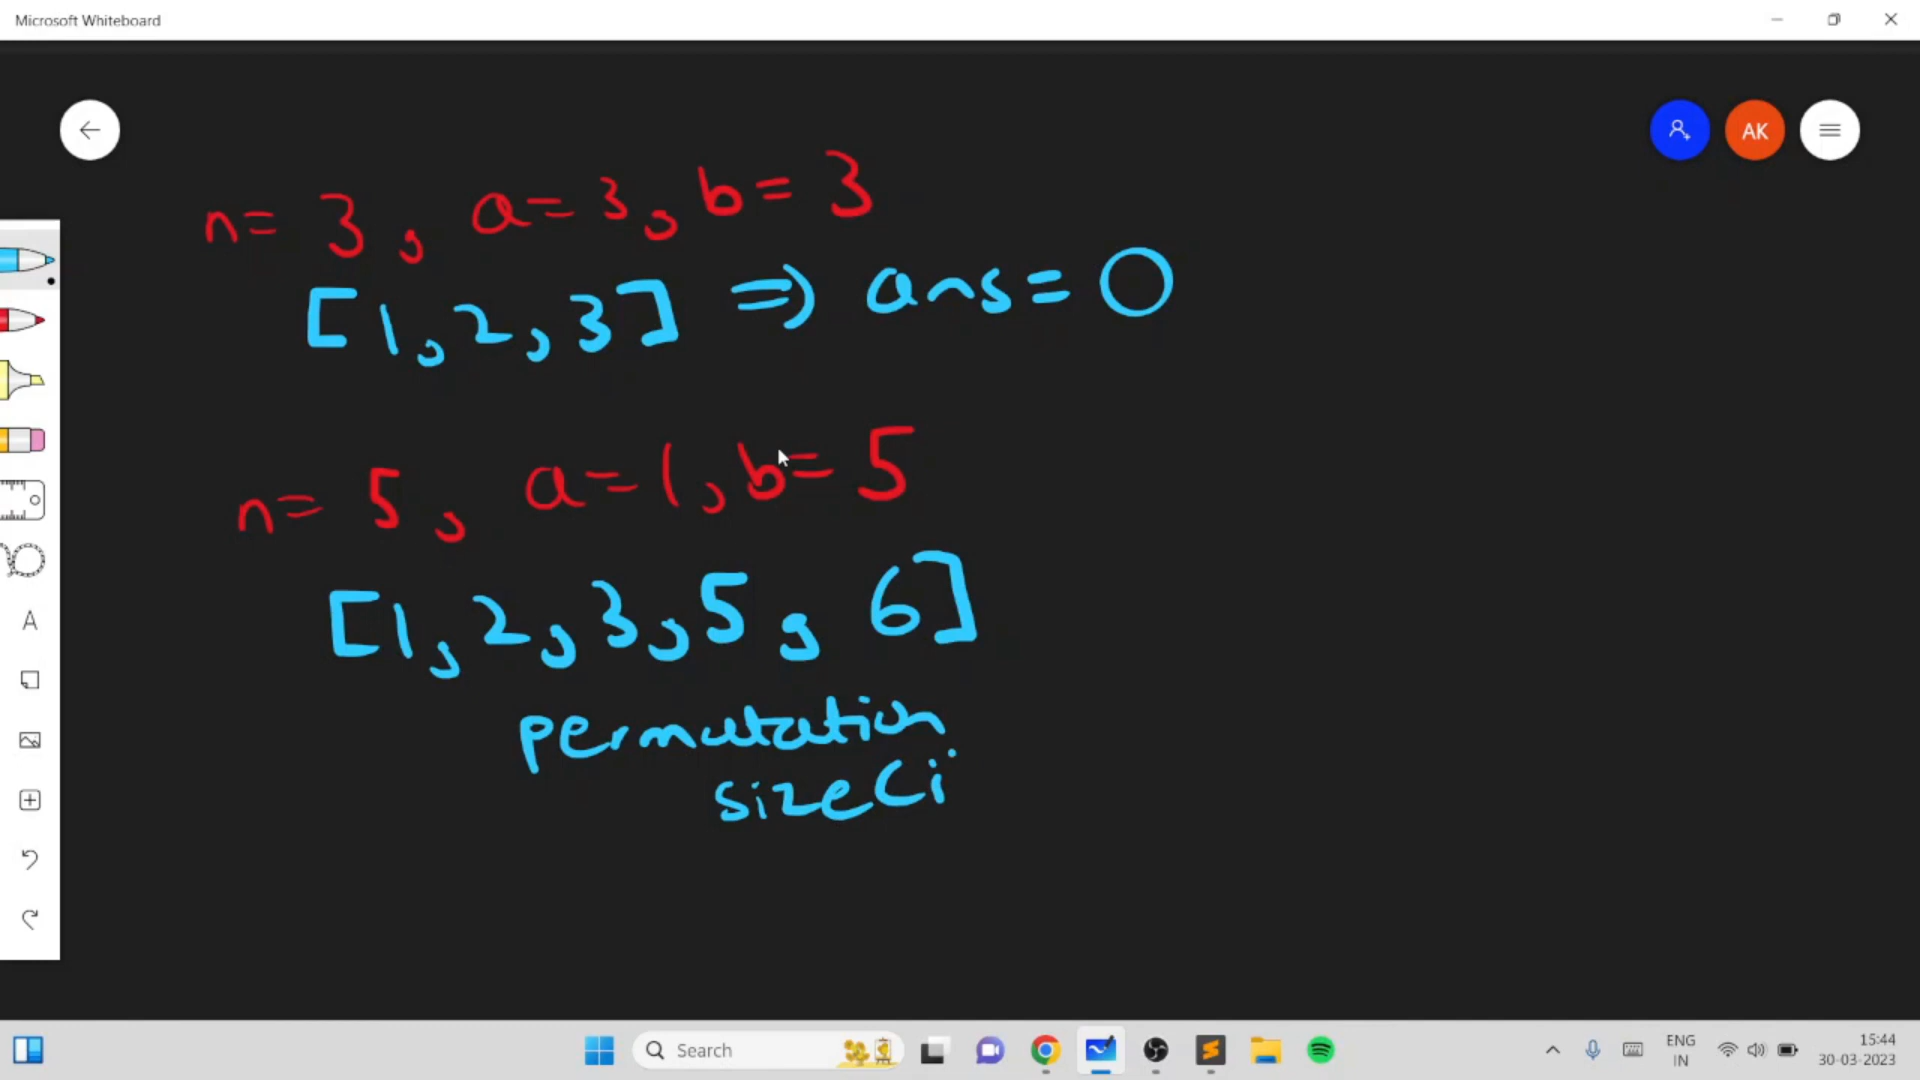 Microsoft Whiteboard
AK
n= 3, a=3, b= 3
[1,2,3] => ans= 0
n= 5, a=1, b= 5
[1,2,3,5, 6]
permutation
sizeCi
A
Search
ENG
IN
15:44
30-03-2023